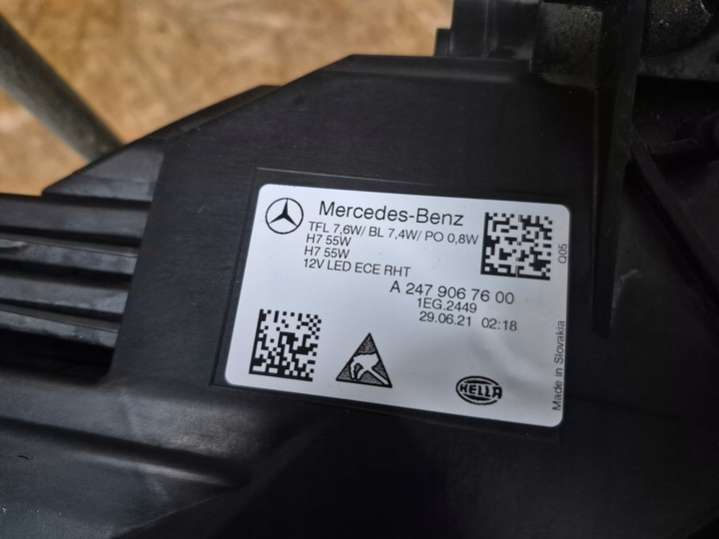 Mercedes-Benz
TFL 7,6W/ BL 7,4W/ PO 0,8W
H7 55W
H7 55W
12V LED ECE RHT
A 247 906 76 00
1EG.2449
29.06.21 02:18
HELLA
Q05
Made in Slovakia